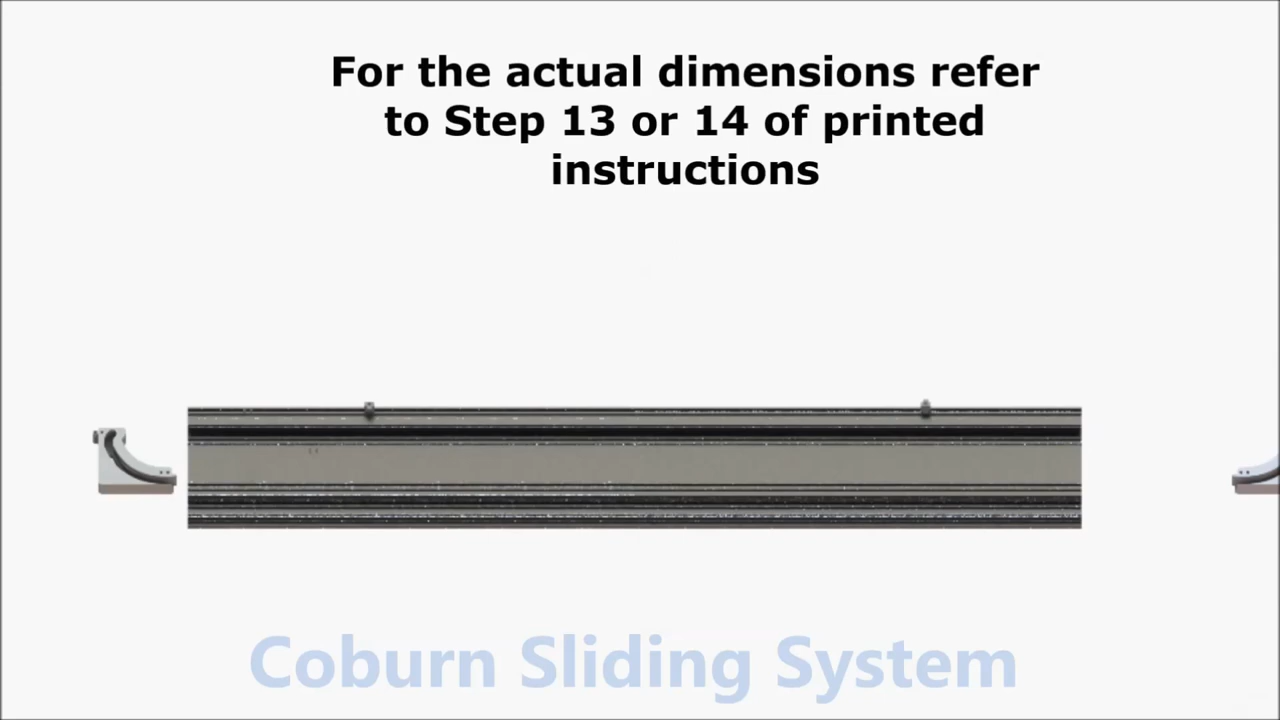 For the actual dimensions refer
to Step 13 or 14 of printed
instructions
Coburn Sliding System